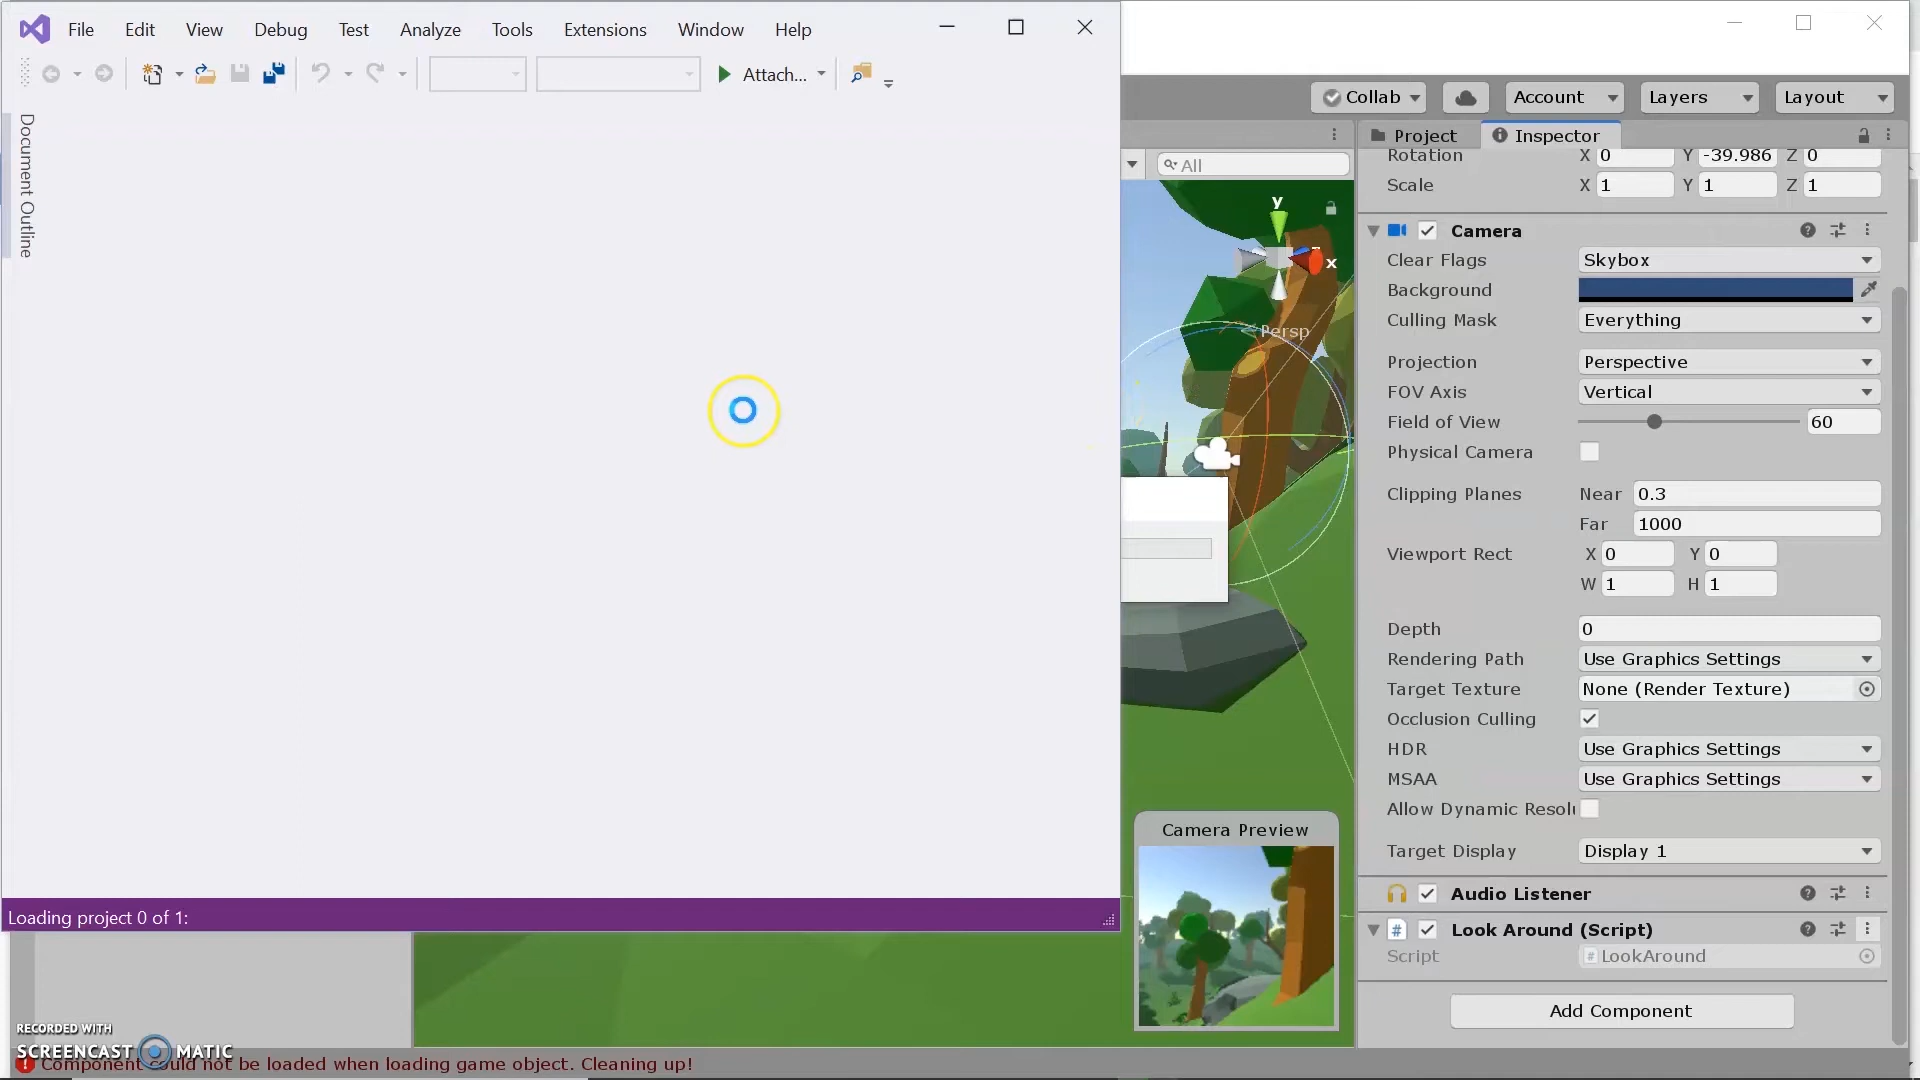 File Edit View Debug Test Analyze Tools Extensions Window Help
Attach...
Document Outline
Loading project 0 of 1:
Collab Account Layers Layout
Project Inspector
All
Rotation X 0 Y -39.986 Z 0
Scale X 1 Y 1 Z 1
y
x
Persp
Camera
Clear Flags Skybox
Background
Culling Mask Everything
Projection Perspective
FOV Axis Vertical
Field of View 60
Physical Camera
Clipping Planes Near 0.3
Far 1000
Viewport Rect X 0 Y 0
W 1 H 1
Depth 0
Rendering Path Use Graphics Settings
Target Texture None (Render Texture)
Occlusion Culling
HDR Use Graphics Settings
MSAA Use Graphics Settings
Allow Dynamic Resol
Target Display Display 1
Camera Preview
Audio Listener
# Look Around (Script)
Script # LookAround
Add Component
RECORDED WITH
SCREENCAST MATIC
Component could not be loaded when loading game object. Cleaning up!